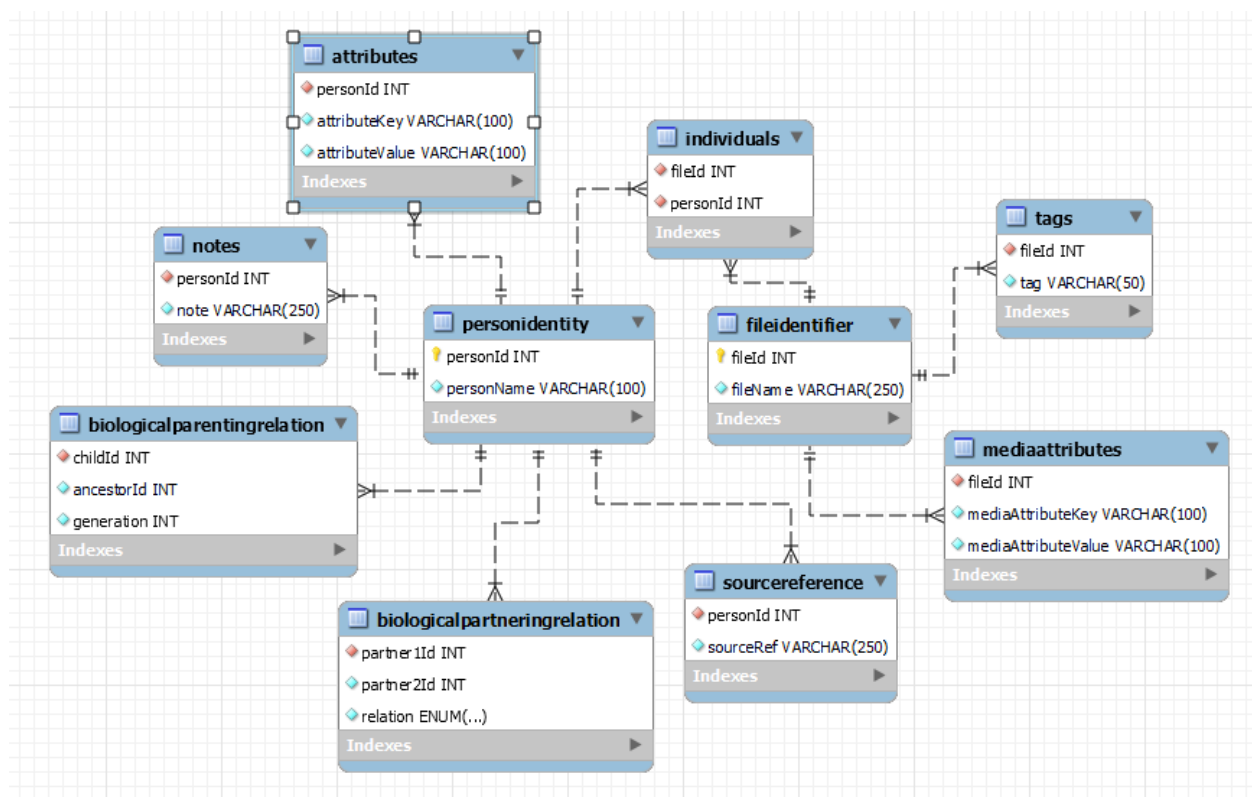 attributes
personId INT
attributeKey VARCHAR(100)
attributeValue VARCHAR(100)
Indexes
individuals
fileId INT
personId INT
Indexes
tags
fileId INT
tag VARCHAR(50)
Indexes
notes
personId INT
note VARCHAR(250)
Indexes
personidentity
personId INT
personName VARCHAR(100)
Indexes
fileidentifier
fileId INT
fileName VARCHAR(250)
Indexes
biologicalparentingrelation
childId INT
ancestorId INT
generation INT
Indexes
mediaattributes
fileId INT
mediaAttributeKey VARCHAR(100)
mediaAttributeValue VARCHAR(100)
Indexes
sourcereference
personId INT
sourceRef VARCHAR(250)
Indexes
biologicalpartneringrelation
partner1Id INT
partner2Id INT
relation ENUM(...)
Indexes